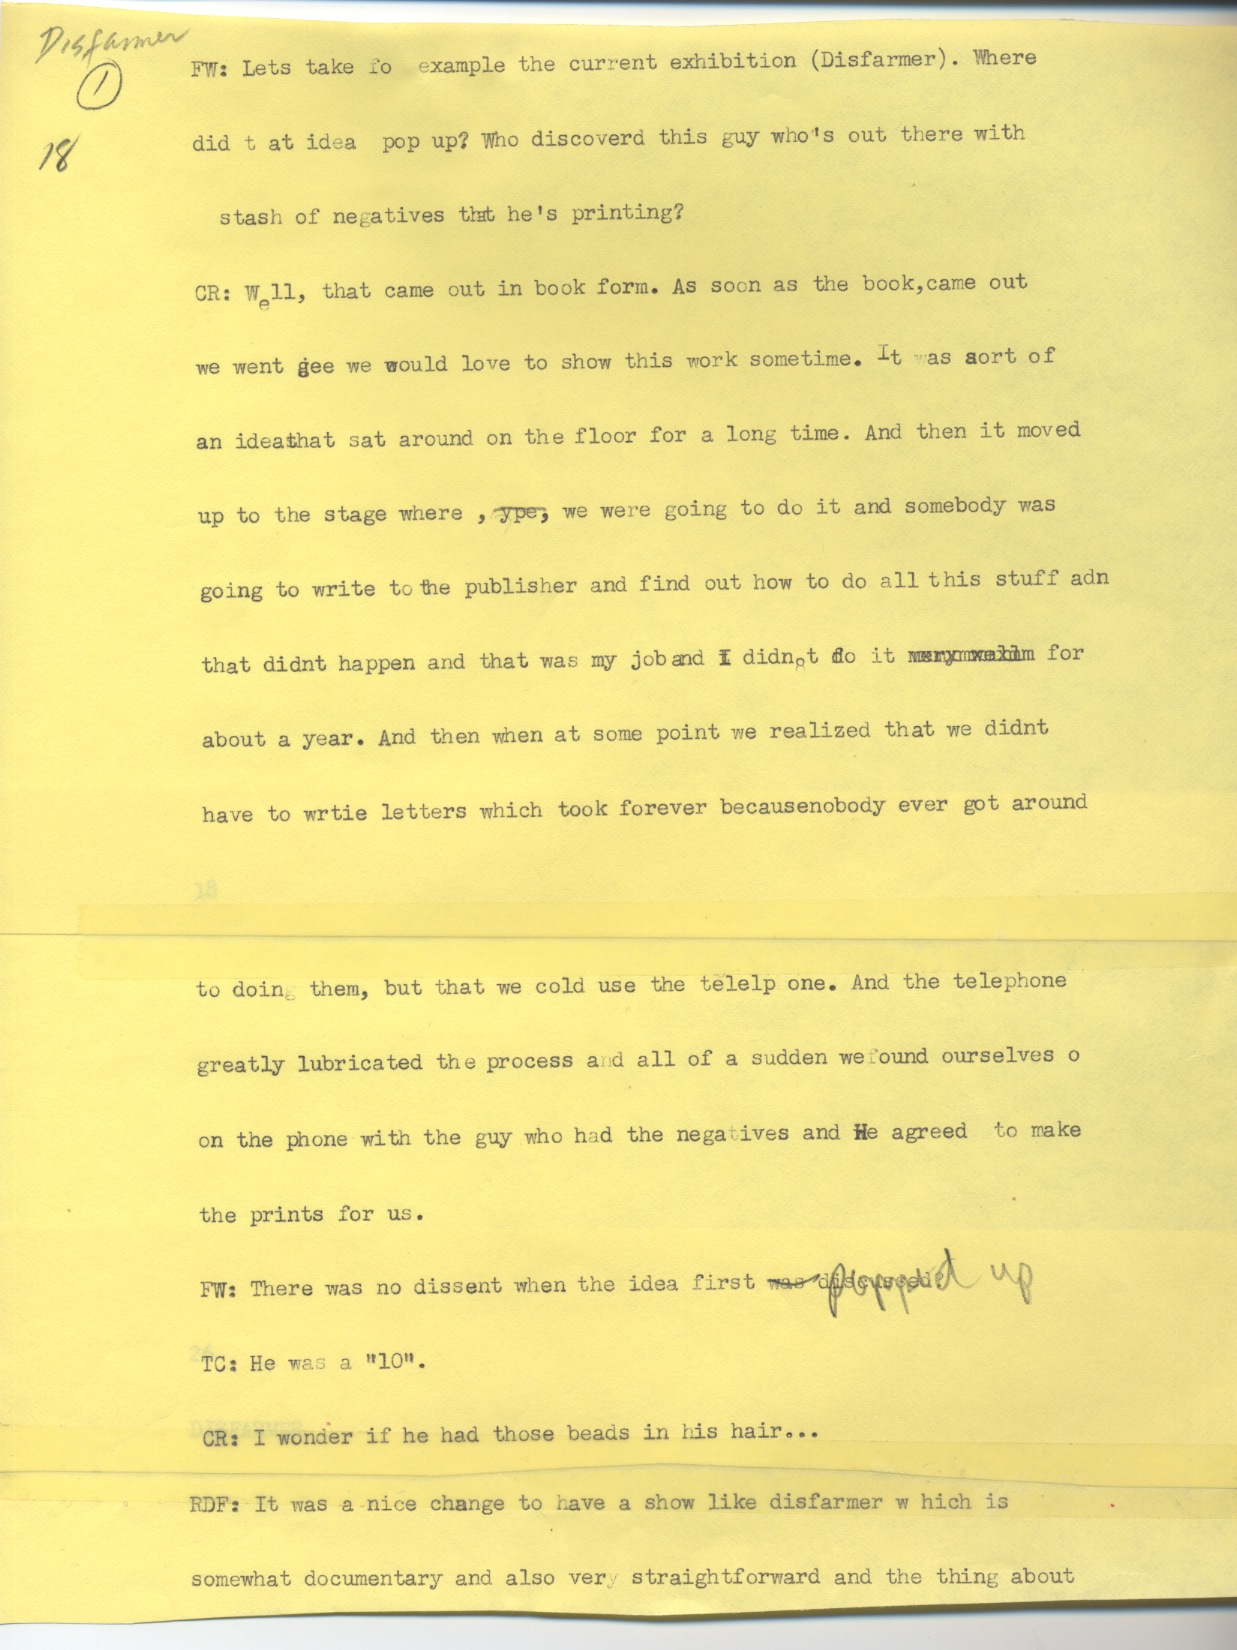 Disfarmer
1
18
FW: Lets take fo  example the current exhibition (Disfarmer). Where
did t at idea  pop up? Who discoverd this guy who's out there with
stash of negatives that he's printing?
CR: Well, that came out in book form. As soon as the book,came out
we went gee we would love to show this work sometime. It was sort of
an ideathat sat around on the floor for a long time. And then it moved
up to the stage where , ype, we were going to do it and somebody was
going to write to the publisher and find out how to do all this stuff adn
that didnt happen and that was my job and I didnot do it for
about a year. And then when at some point we realized that we didnt
have to wrtie letters which took forever becausenobody ever got around
18
to doing them, but that we cold use the telelp one. And the telephone
greatly lubricated the process and all of a sudden wefound ourselves o
on the phone with the guy who had the negatives and He agreed  to make
the prints for us.
FW: There was no dissent when the idea first was discussed? popped up
TC: He was a "10".
DISFARMER
CR: I wonder if he had those beads in his hair...
RDF: It was a nice change to have a show like disfarmer w hich is
somewhat documentary and also very straightforward and the thing about